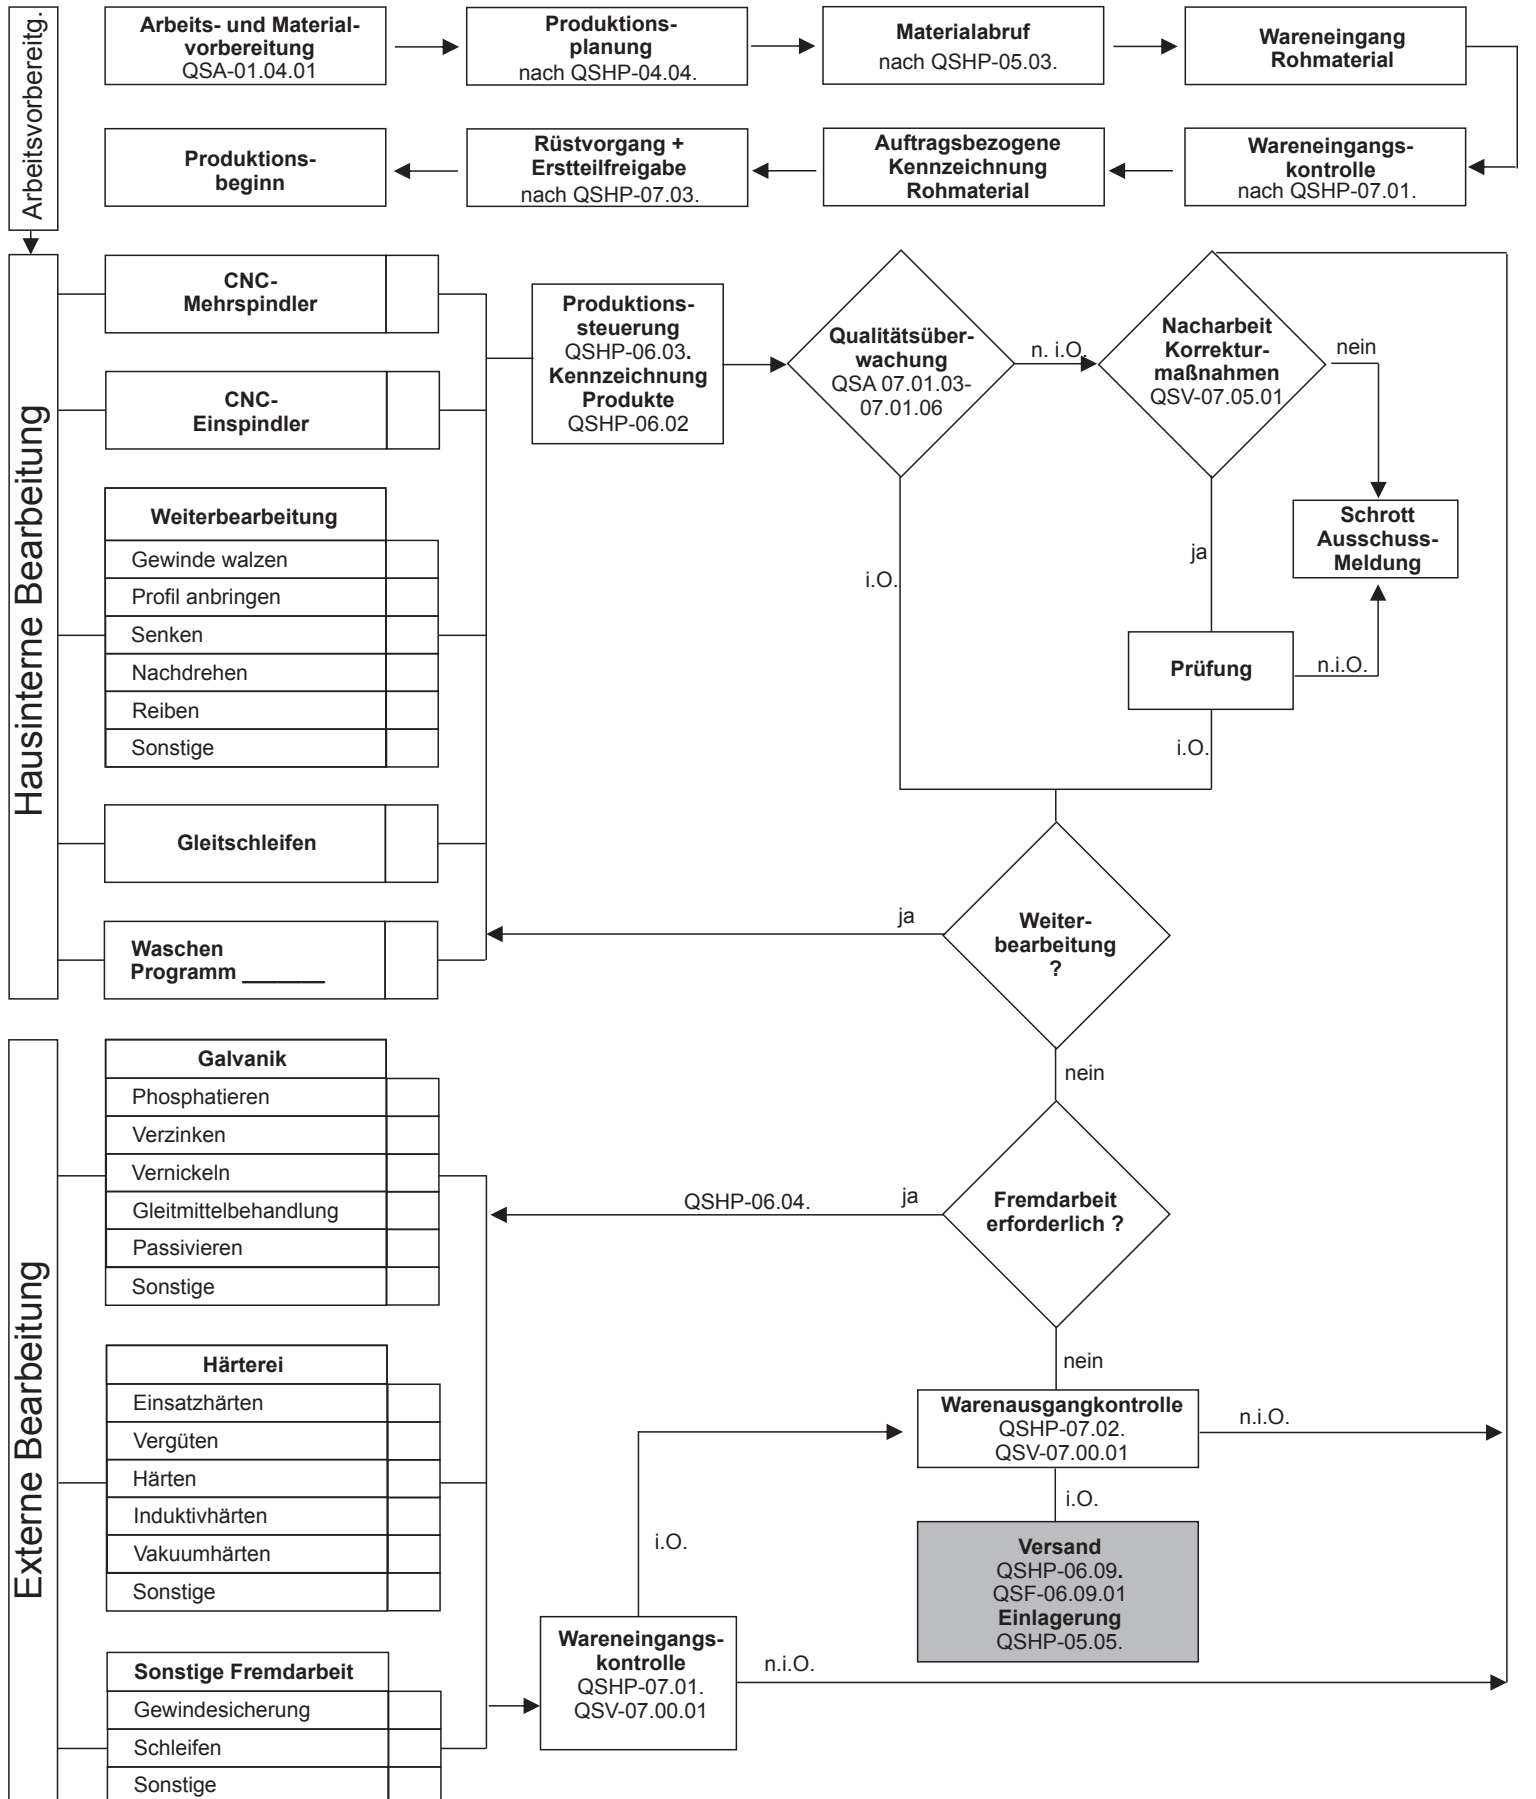 Arbeitsvorbereitg.
Arbeits- und Material-
vorbereitung
QSA-01.04.01
Produktions-
planung
nach QSHP-04.04.
Materialabruf
nach QSHP-05.03.
Wareneingang
Rohmaterial
Produktions-
beginn
Rüstvorgang +
Erstteilfreigabe
nach QSHP-07.03.
Auftragsbezogene
Kennzeichnung
Rohmaterial
Wareneingangs-
kontrolle
nach QSHP-07.01.
Hausinterne Bearbeitung
CNC-
Mehrspindler
CNC-
Einspindler
Weiterbearbeitung
Gewinde walzen
Profil anbringen
Senken
Nachdrehen
Reiben
Sonstige
Gleitschleifen
Waschen
Programm _______
Produktions-
steuerung
QSHP-06.03.
Kennzeichnung
Produkte
QSHP-06.02
Qualitätsüber-
wachung
QSA 07.01.03-
07.01.06
n. i.O.
Nacharbeit
Korrektur-
maßnahmen
QSV-07.05.01
nein
Schrott
Ausschuss-
Meldung
i.O.
ja
Prüfung
n.i.O.
i.O.
Weiter-
bearbeitung
?
ja
nein
Externe Bearbeitung
Galvanik
Phosphatieren
Verzinken
Vernickeln
Gleitmittelbehandlung
Passivieren
Sonstige
Härterei
Einsatzhärten
Vergüten
Härten
Induktivhärten
Vakuumhärten
Sonstige
Sonstige Fremdarbeit
Gewindesicherung
Schleifen
Sonstige
QSHP-06.04.
ja
Fremdarbeit
erforderlich ?
nein
Warenausgangkontrolle
QSHP-07.02.
QSV-07.00.01
n.i.O.
i.O.
Versand
QSHP-06.09.
QSF-06.09.01
Einlagerung
QSHP-05.05.
i.O.
Wareneingangs-
kontrolle
QSHP-07.01.
QSV-07.00.01
n.i.O.